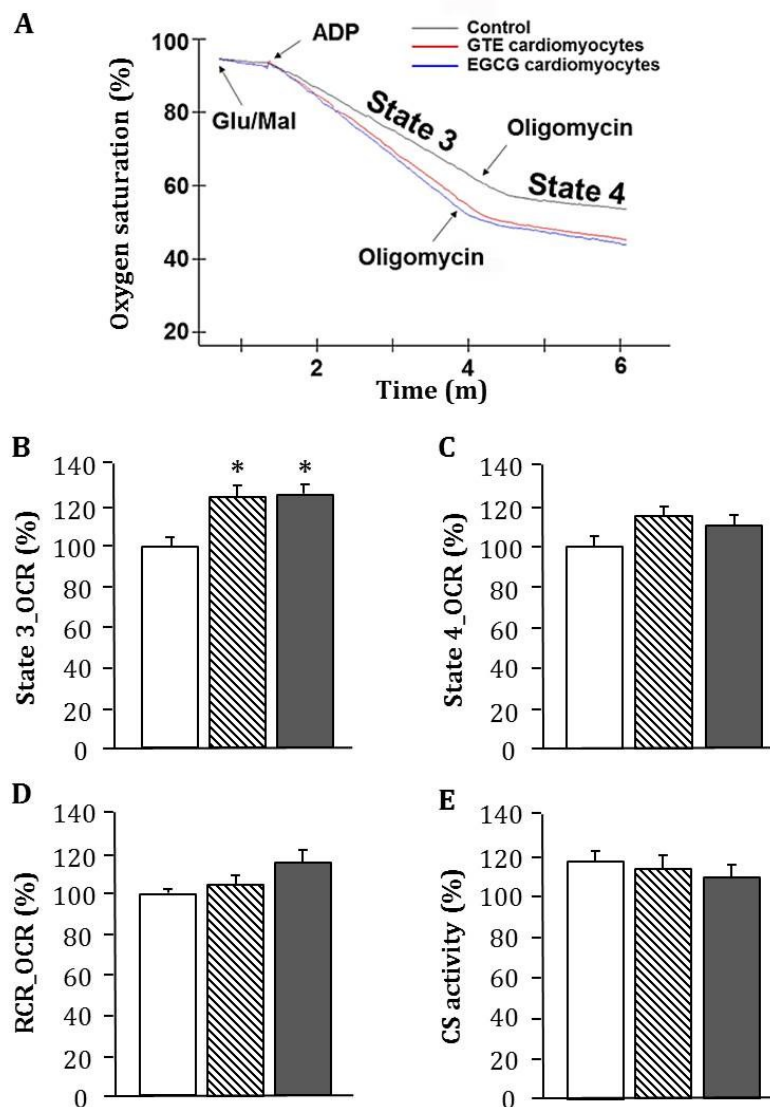 A
Control
GTE cardiomyocytes
EGCG cardiomyocytes
ADP
Glu/Mal
State 3
Oligomycin
State 4
Oligomycin
Oxygen saturation (%)
100
80
60
40
20
2
4
6
Time (m)
B
State 3_OCR (%)
140
120
100
80
60
40
20
0
*
*
C
State 4_OCR (%)
140
120
100
80
60
40
20
0
D
RCR_OCR (%)
140
120
100
80
60
40
20
0
E
CS activity (%)
140
120
100
80
60
40
20
0